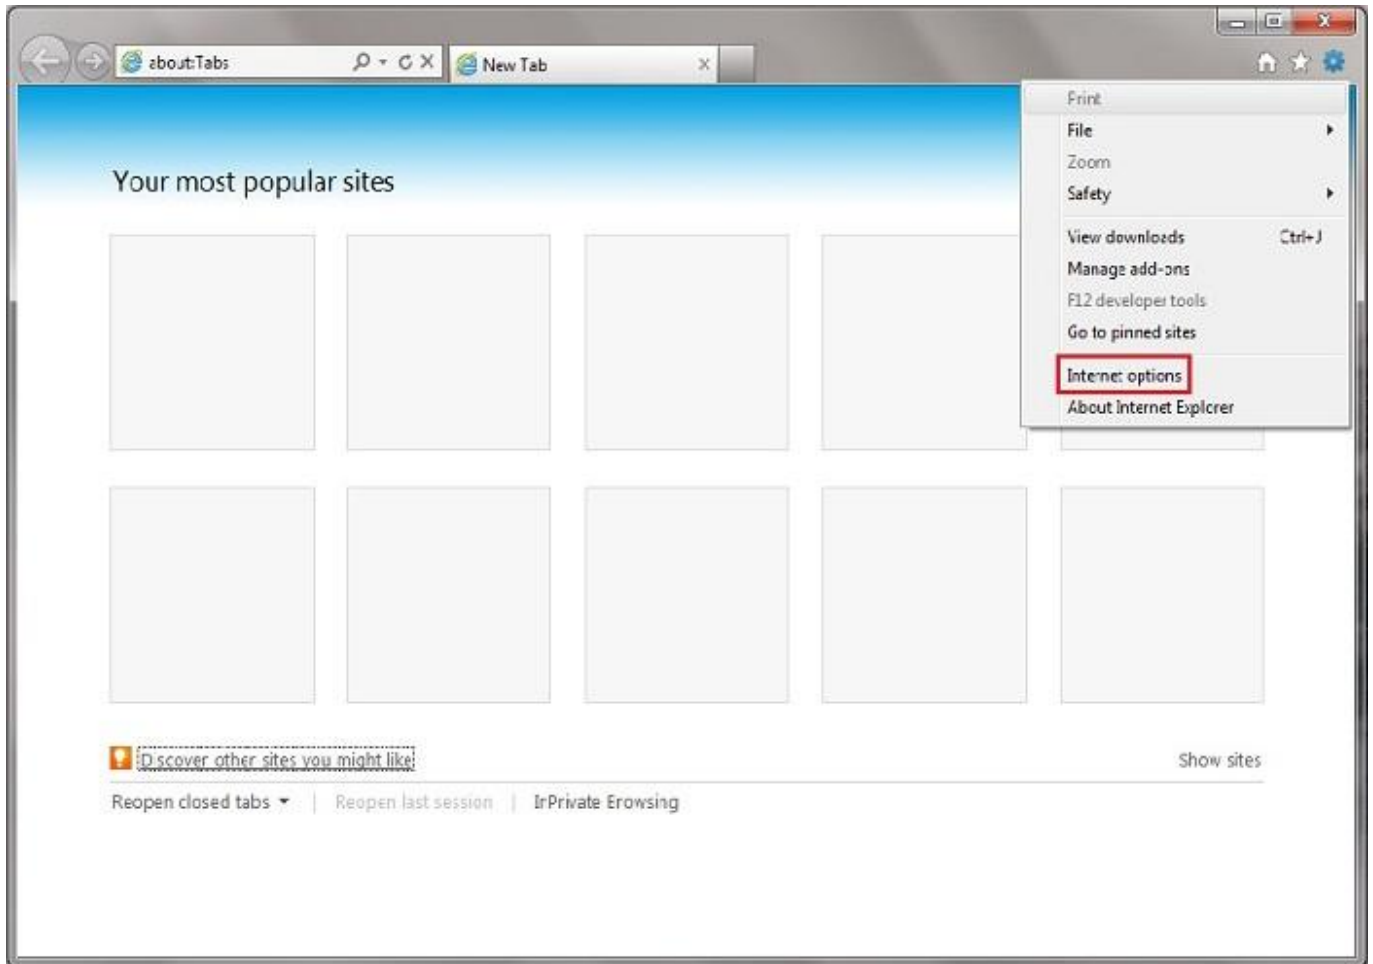 about:Tabs
New Tab
Print
File
Zoom
Safety
View downloads Ctrl+J
Manage add-ons
F12 developer tools
Go to pinned sites
Internet options
About Internet Explorer
Your most popular sites
Discover other sites you might like
Show sites
Reopen closed tabs | Reopen last session | InPrivate Browsing